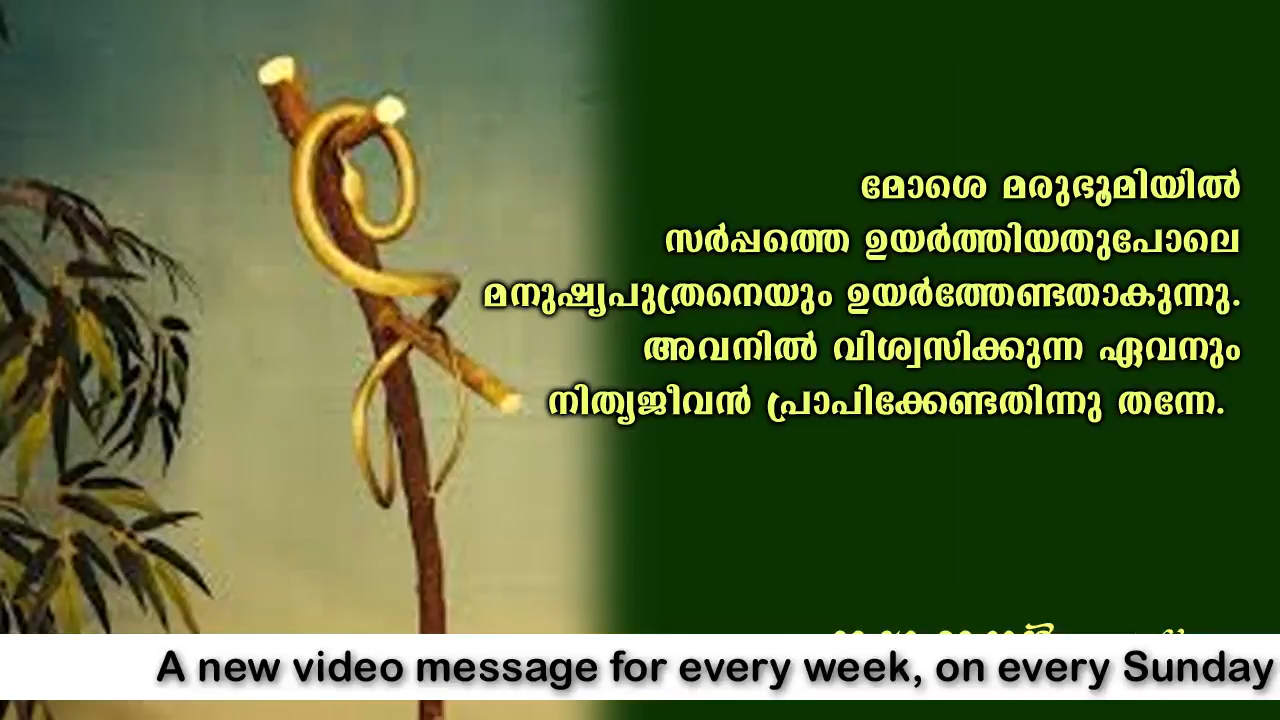 മോശെ മരുഭൂമിയിൽ
സർപ്പത്തെ ഉയർത്തിയതുപോലെ
മനുഷ്യപുത്രനെയും ഉയർത്തേണ്ടതാകുന്നു.
അവനിൽ വിശ്വസിക്കുന്ന ഏവനും
നിത്യജീവൻ പ്രാപിക്കേണ്ടതിന്നു തന്നേ.
A new video message for every week, on every Sunday